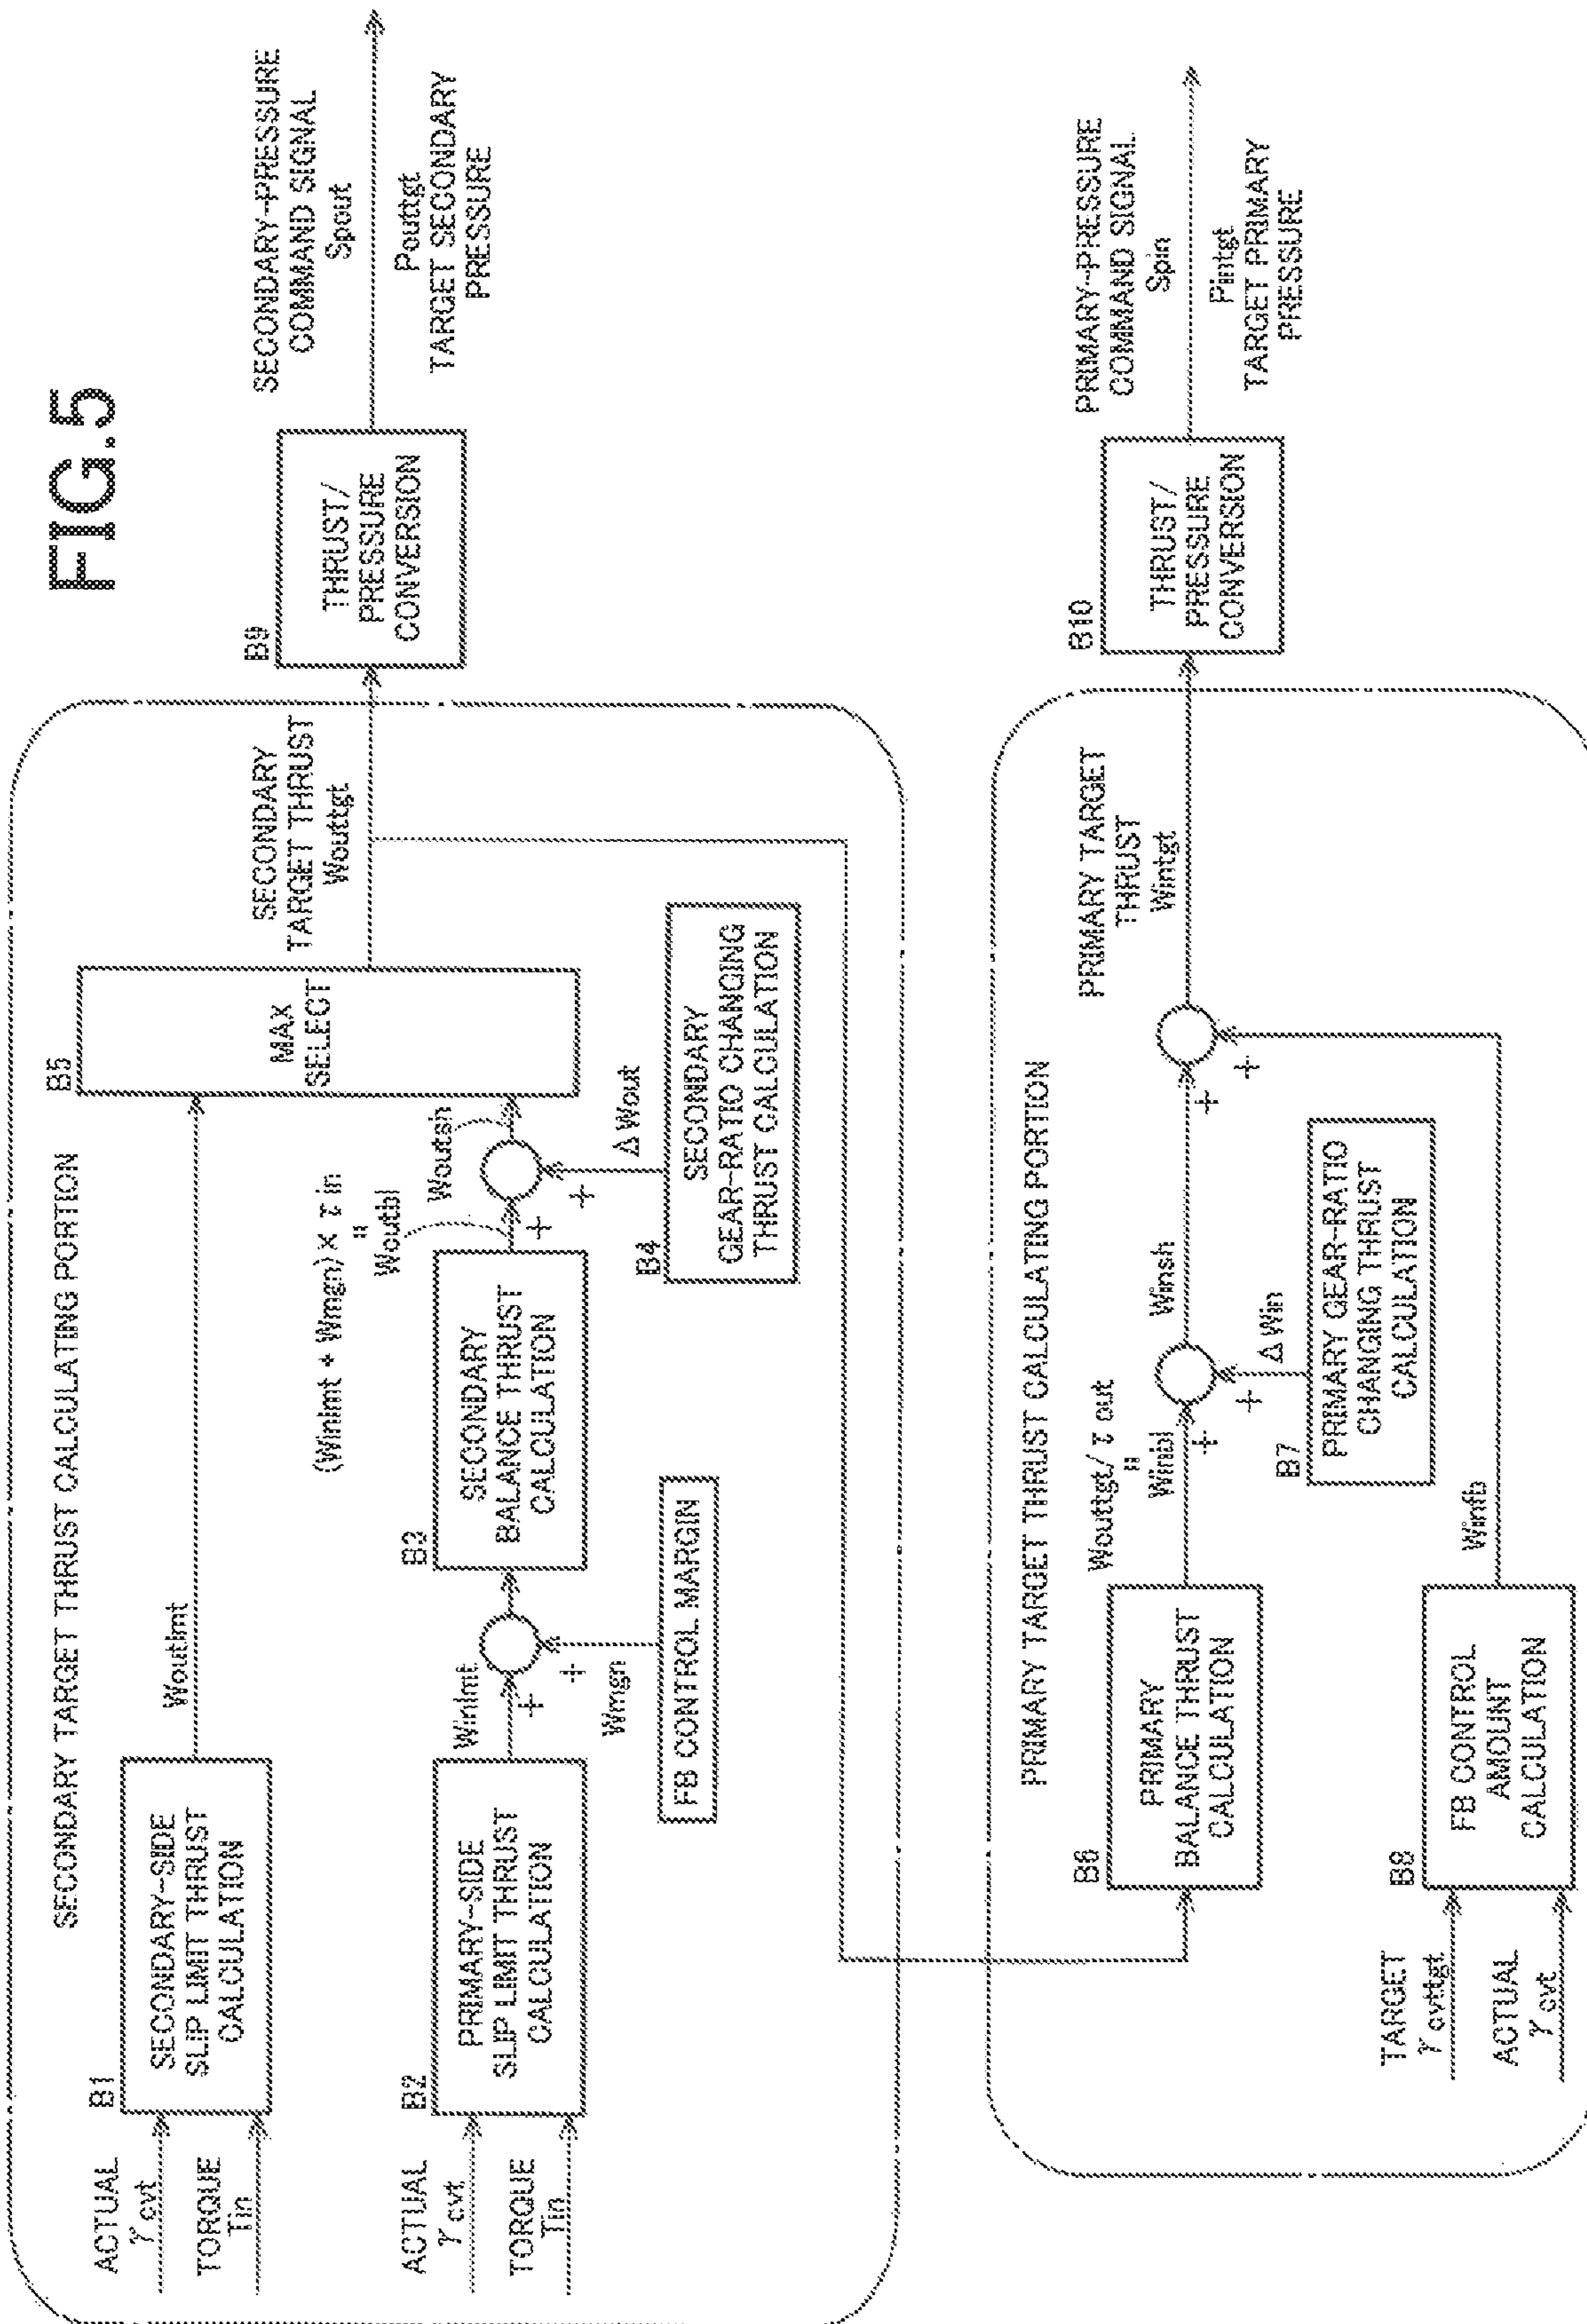 FIG.5
SECONDARY TARGET THRUST CALCULATING PORTION
ACTUAL
γcvt
TORQUE
Tin
B1
SECONDARY-SIDE
SLIP LIMIT THRUST
CALCULATION
Woutlmt
ACTUAL
γcvt
TORQUE
Tin
B2
PRIMARY-SIDE
SLIP LIMIT THRUST
CALCULATION
Winlmt
+
+
Wmgn
FB CONTROL MARGIN
B3
SECONDARY
BALANCE THRUST
CALCULATION
(Winlmt + Wmgn) × τ in
"
Woutbl
+
+
Woutsh
ΔWout
B4
SECONDARY
GEAR-RATIO CHANGING
THRUST CALCULATION
B5
MAX
SELECT
SECONDARY
TARGET THRUST
Wouttgt
B9
THRUST/
PRESSURE
CONVERSION
SECONDARY-PRESSURE
COMMAND SIGNAL
Spout
Pouttgt
TARGET SECONDARY
PRESSURE
PRIMARY TARGET THRUST CALCULATING PORTION
B6
PRIMARY
BALANCE THRUST
CALCULATION
Wouttgt/τ out
"
Winbl
+
+
ΔWin
B7
PRIMARY GEAR-RATIO
CHANGING THRUST
CALCULATION
Winsh
+
+
TARGET
γcvttgt
ACTUAL
γcvt
B8
FB CONTROL
AMOUNT
CALCULATION
Winfb
PRIMARY TARGET
THRUST
Wintgt
B10
THRUST/
PRESSURE
CONVERSION
PRIMARY-PRESSURE
COMMAND SIGNAL
Spin
Pintgt
TARGET PRIMARY
PRESSURE